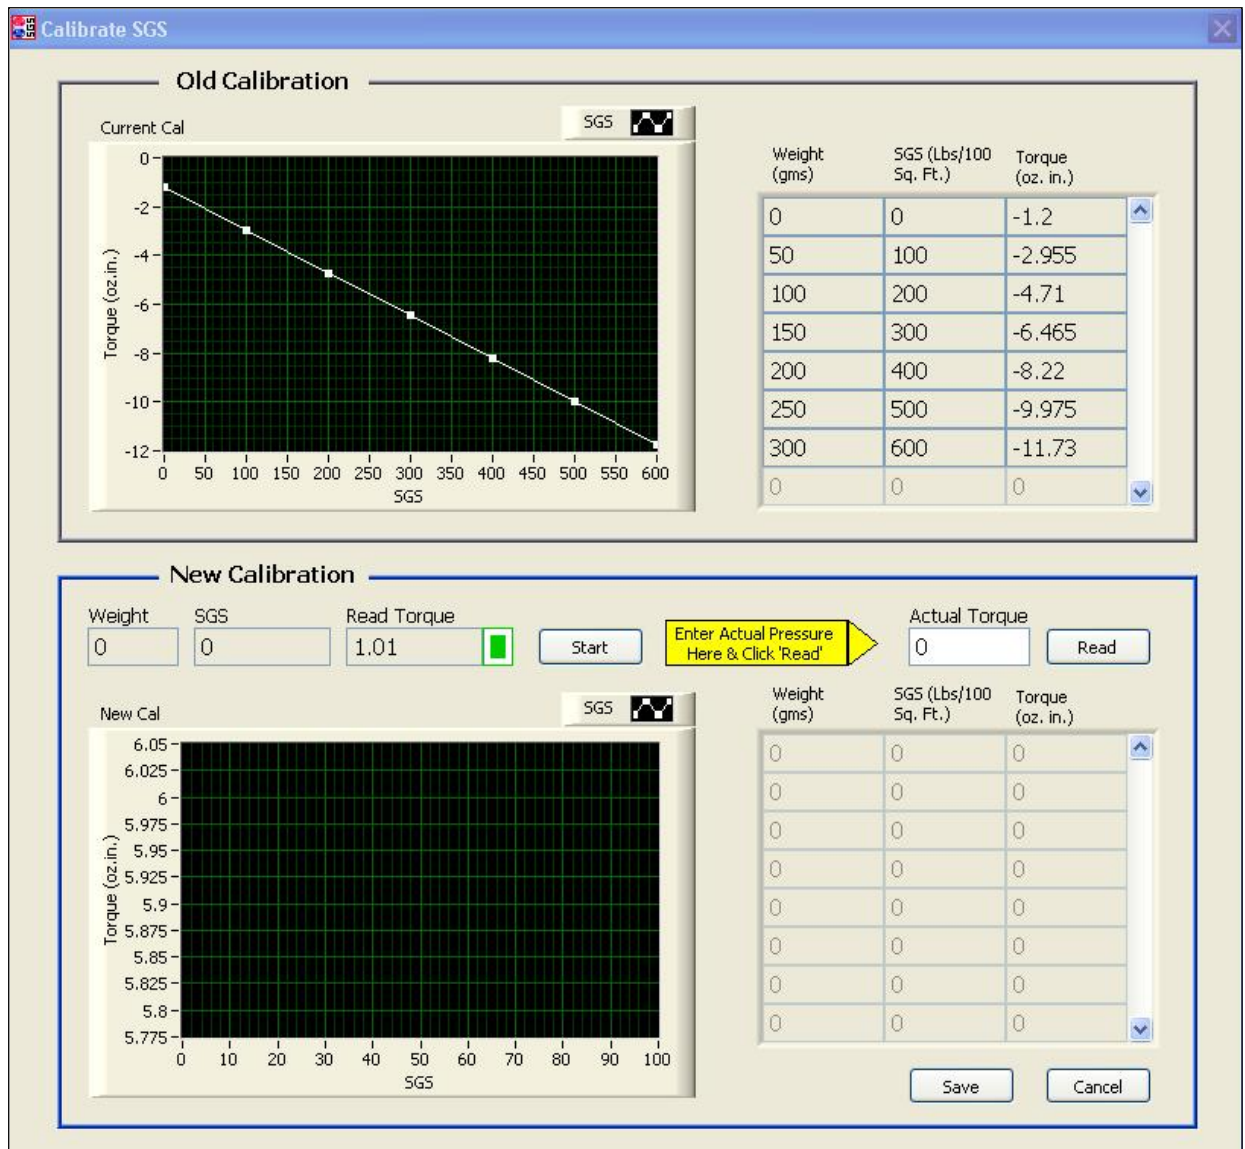 SGS Calibrate SGS
Old Calibration
Current Cal
SGS
0
-2
-4
-6
-8
-10
-12
Torque (oz.in.)
0 50 100 150 200 250 300 350 400 450 500 550 600
SGS
Weight (gms) SGS (Lbs/100 Sq. Ft.) Torque (oz. in.)
0 0 -1.2
50 100 -2.955
100 200 -4.71
150 300 -6.465
200 400 -8.22
250 500 -9.975
300 600 -11.73
0 0 0
New Calibration
Weight SGS Read Torque
0 0 1.01
Start
Enter Actual Pressure
Here & Click 'Read'
Actual Torque
0
Read
New Cal
SGS
6.05
6.025
6
5.975
5.95
5.925
5.9
5.875
5.85
5.825
5.8
5.775
Torque (oz.in.)
0 10 20 30 40 50 60 70 80 90 100
SGS
Weight (gms) SGS (Lbs/100 Sq. Ft.) Torque (oz. in.)
0 0 0
0 0 0
0 0 0
0 0 0
0 0 0
0 0 0
0 0 0
0 0 0
Save Cancel